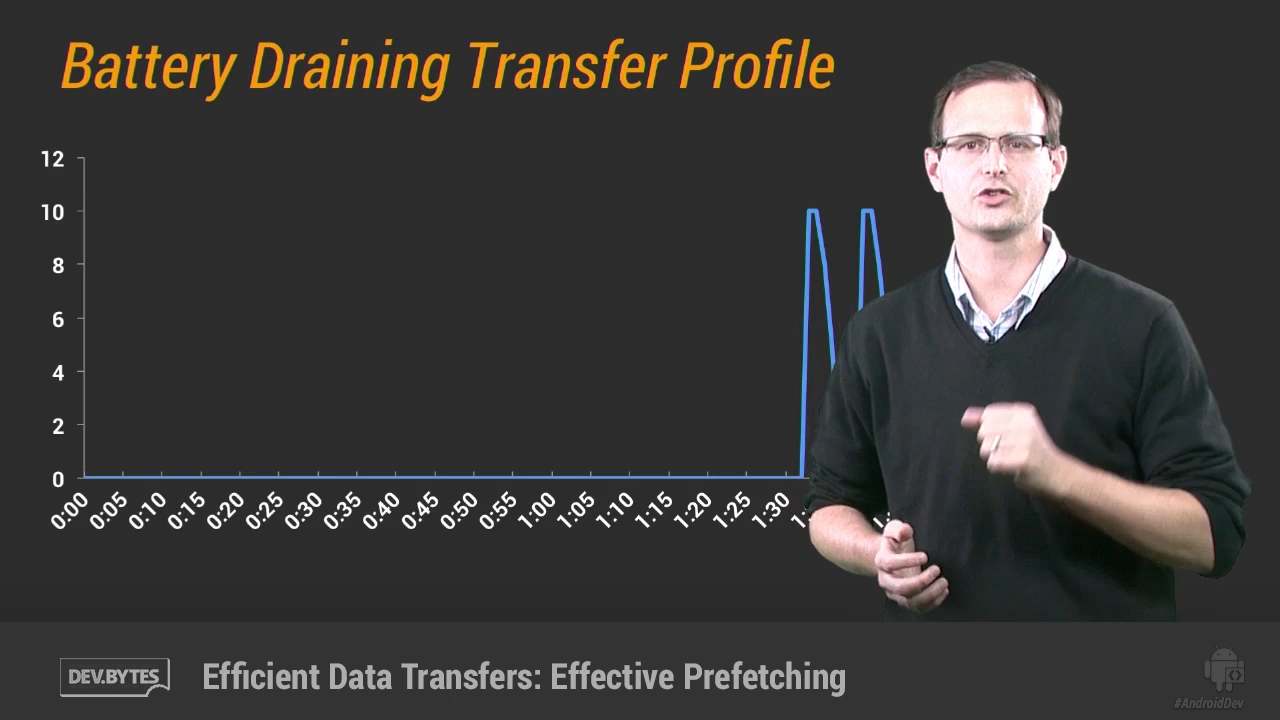 Battery Draining Transfer Profile
12
10
8
6
4
2
0
0:00 0:05 0:10 0:15 0:20 0:25 0:30 0:35 0:40 0:45 0:50 0:55 1:00 1:05 1:10 1:15 1:20 1:25 1:30
DEV.BYTES
Efficient Data Transfers: Effective Prefetching
#AndroidDev